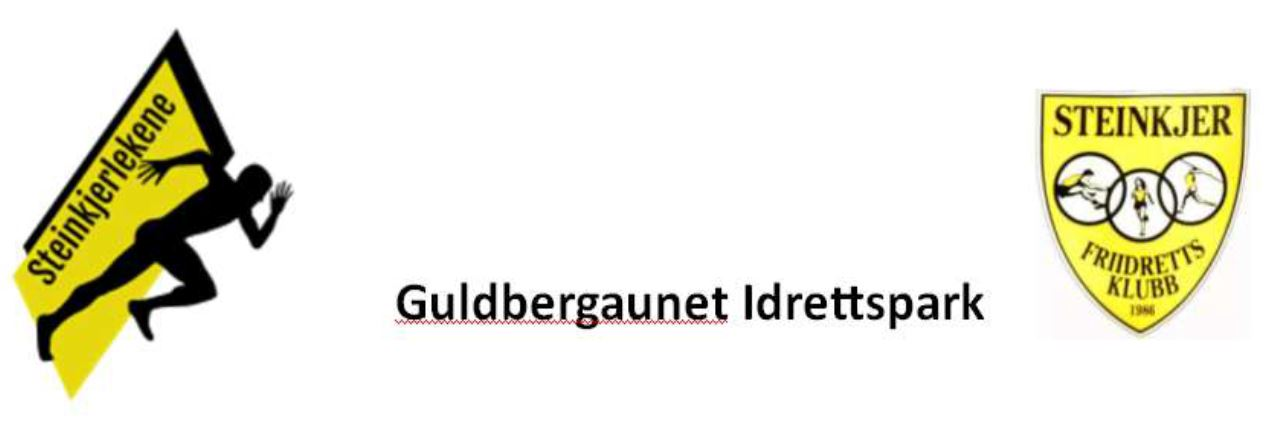 Steinkjerlekene
Guldbergaunet Idrettspark
STEINKJER
FRIIDRETTS
KLUBB
1986